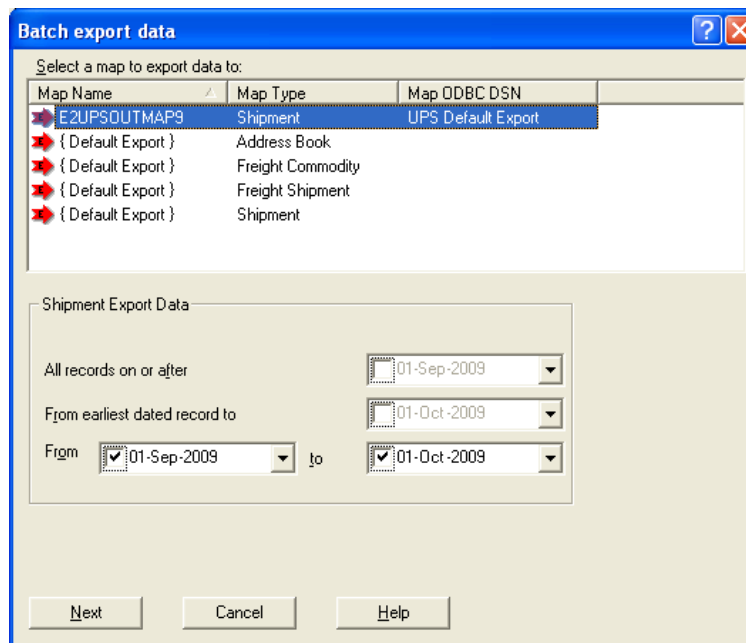 Batch export data
Select a map to export data to:
Map Name Map Type Map ODBC DSN
E2UPSOUTMAP9 Shipment UPS Default Export
{ Default Export } Address Book
{ Default Export } Freight Commodity
{ Default Export } Freight Shipment
{ Default Export } Shipment
Shipment Export Data
All records on or after 01-Sep-2009
From earliest dated record to 01-Oct-2009
From 01-Sep-2009 to 01-Oct-2009
Next Cancel Help